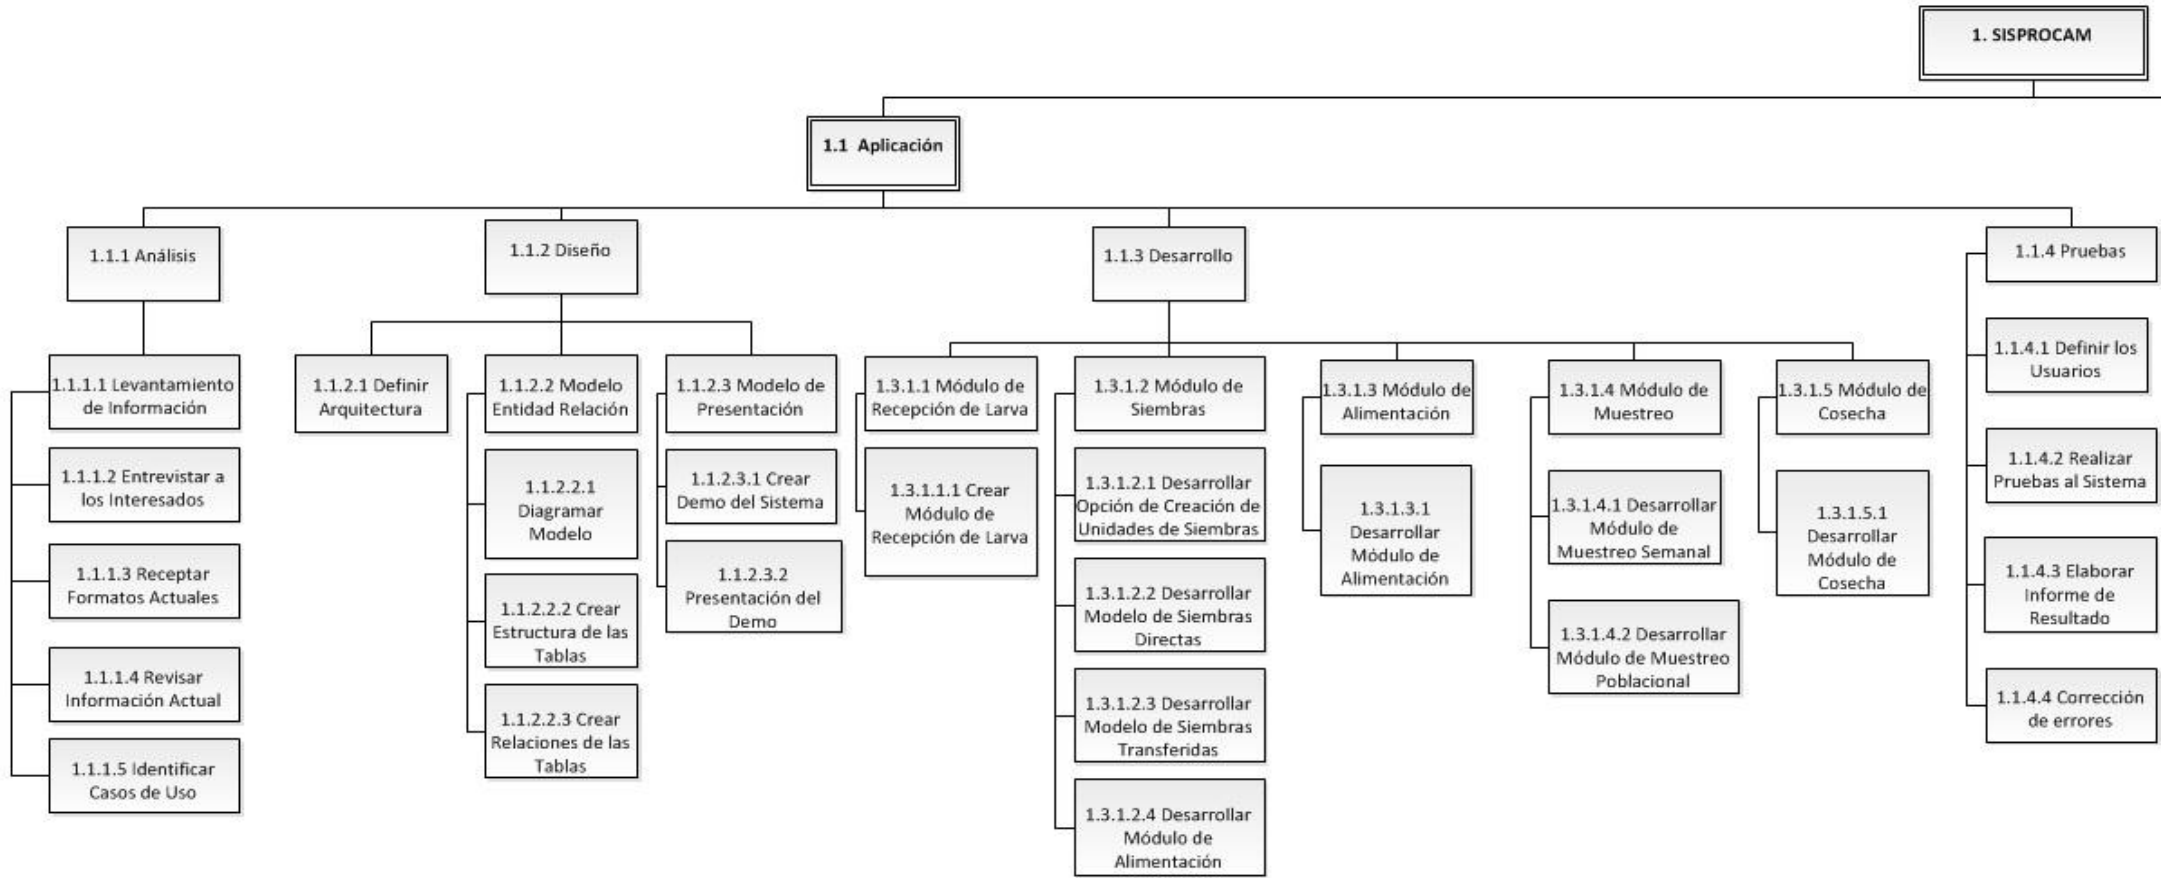 1. SISPROCAM
1.1 Aplicación
1.1.1 Análisis
1.1.1.1 Levantamiento
de Información
1.1.1.2 Entrevistar a
los Interesados
1.1.1.3 Receptar
Formatos Actuales
1.1.1.4 Revisar
Información Actual
1.1.1.5 Identificar
Casos de Uso
1.1.2 Diseño
1.1.2.1 Definir
Arquitectura
1.1.2.2 Modelo
Entidad Relación
1.1.2.2.1
Diagramar
Modelo
1.1.2.2.2 Crear
Estructura de las
Tablas
1.1.2.2.3 Crear
Relaciones de las
Tablas
1.1.2.3 Modelo de
Presentación
1.1.2.3.1 Crear
Demo del Sistema
1.1.2.3.2
Presentación del
Demo
1.1.3 Desarrollo
1.3.1.1 Módulo de
Recepción de Larva
1.3.1.1.1 Crear
Módulo de
Recepción de Larva
1.3.1.2 Módulo de
Siembras
1.3.1.2.1 Desarrollar
Opción de Creación de
Unidades de Siembras
1.3.1.2.2 Desarrollar
Modelo de Siembras
Directas
1.3.1.2.3 Desarrollar
Modelo de Siembras
Transferidas
1.3.1.2.4 Desarrollar
Módulo de
Alimentación
1.3.1.3 Módulo de
Alimentación
1.3.1.3.1
Desarrollar
Módulo de
Alimentación
1.3.1.4 Módulo de
Muestreo
1.3.1.4.1 Desarrollar
Módulo de
Muestreo Semanal
1.3.1.4.2 Desarrollar
Módulo de Muestreo
Poblacional
1.3.1.5 Módulo de
Cosecha
1.3.1.5.1
Desarrollar
Módulo de
Cosecha
1.1.4 Pruebas
1.1.4.1 Definir los
Usuarios
1.1.4.2 Realizar
Pruebas al Sistema
1.1.4.3 Elaborar
Informe de
Resultado
1.1.4.4 Corrección
de errores